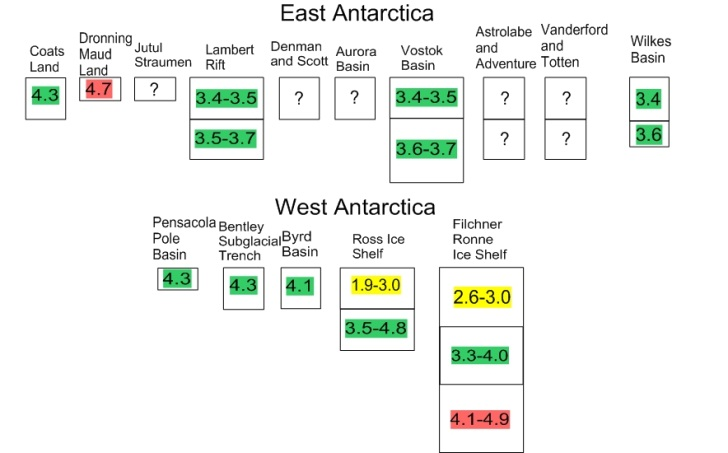 East Antarctica
Coats
Land
Dronning
Maud
Land
Jutul
Straumen
Lambert
Rift
Denman
and Scott
Aurora
Basin
Vostok
Basin
Astrolabe
and
Adventure
Vanderford
and
Totten
Wilkes
Basin
4.3
4.7
?
3.4-3.5
?
?
3.4-3.5
?
?
3.4
3.5-3.7
3.6-3.7
?
?
3.6
West Antarctica
Pensacola
Pole
Basin
Bentley
Subglacial
Trench
Byrd
Basin
Ross Ice
Shelf
Filchner
Ronne
Ice Shelf
4.3
4.3
4.1
1.9-3.0
2.6-3.0
3.5-4.8
3.3-4.0
4.1-4.9